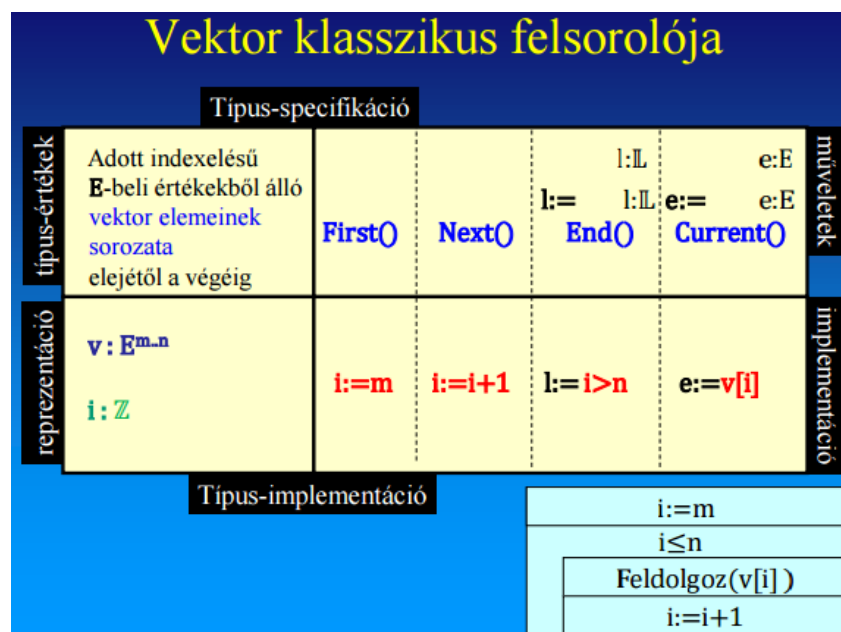 Vektor klasszikus felsorolója
Típus-specifikáció
típus-értékek
Adott indexelésű
E-beli értékekből álló
vektor elemeinek
sorozata
elejétől a végéig
First()
Next()
l:𝕃
l:= l:𝕃
End()
e:E
e:= e:E
Current()
műveletek
reprezentáció
v : Eᵐ··ⁿ
i : ℤ
i:=m
i:=i+1
l:= i>n
e:=v[i]
implementáció
Típus-implementáció
i:=m
i≤n
Feldolgoz(v[i])
i:=i+1